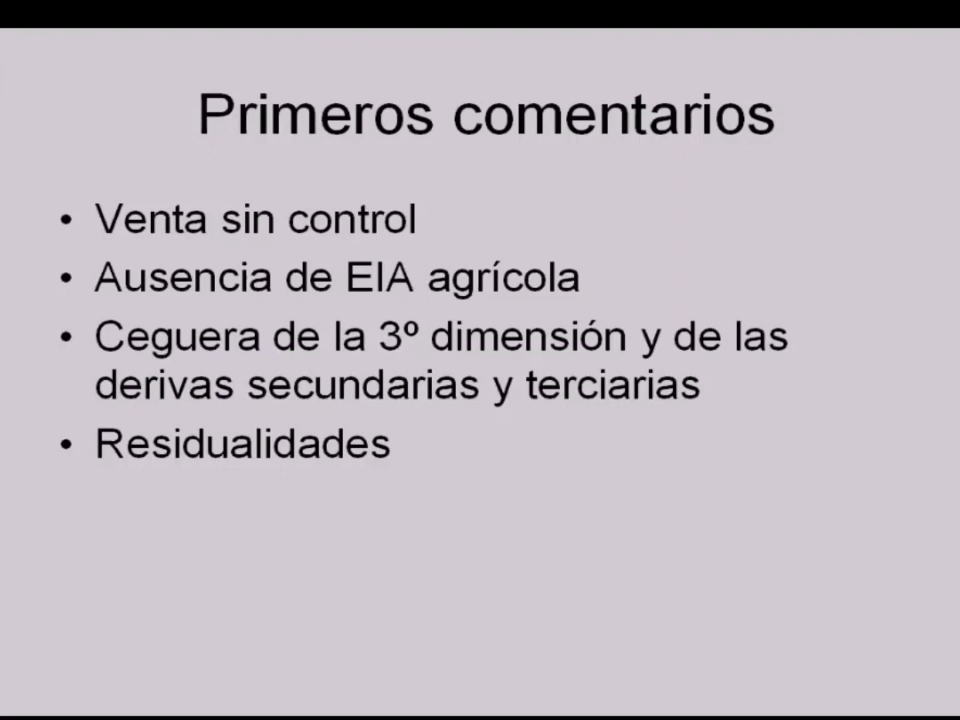 Primeros comentarios
• Venta sin control
• Ausencia de EIA agrícola
• Ceguera de la 3º dimensión y de las
derivas secundarias y terciarias
• Residualidades